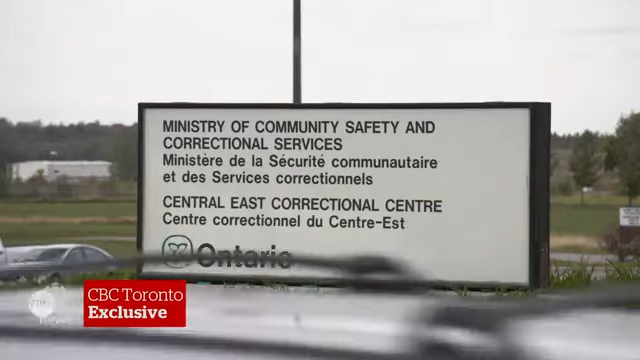 MINISTRY OF COMMUNITY SAFETY AND
CORRECTIONAL SERVICES
Ministère de la Sécurité communautaire
et des Services correctionnels
CENTRAL EAST CORRECTIONAL CENTRE
Centre correctionnel du Centre-Est
Ontario
CBC Toronto
Exclusive